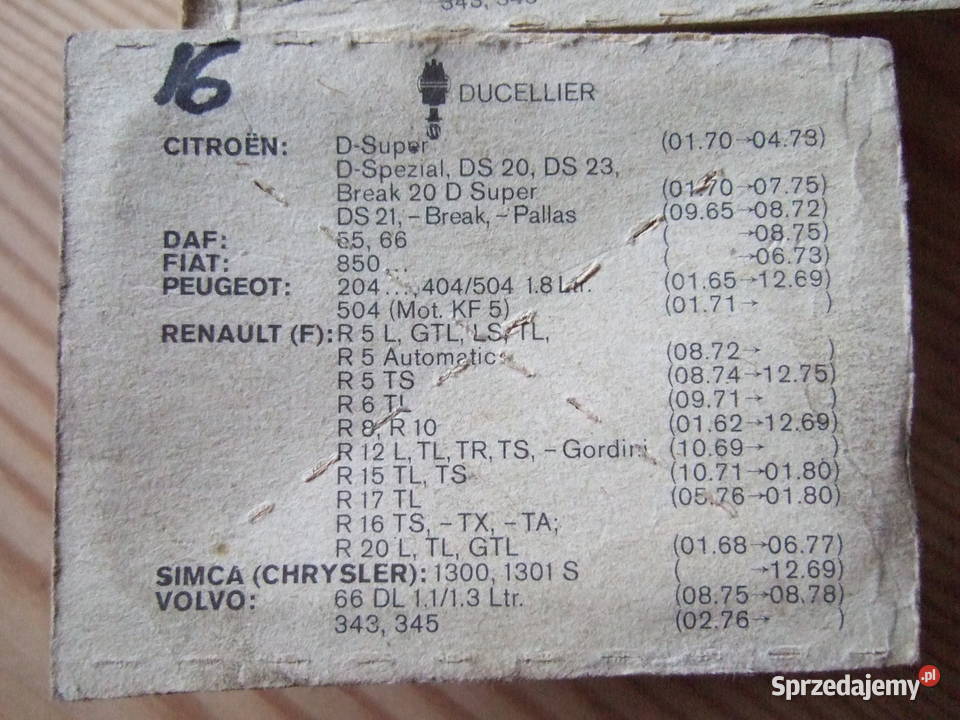 343, 345
16
DUCELLIER
CITROËN: D-Super (01.70→04.73)
D-Spezial, DS 20, DS 23,
Break 20 D Super (01.70→07.75)
DS 21, – Break, – Pallas (09.65→08.72)
DAF: 55, 66 ( →08.75)
FIAT: 850... ( →06.73)
PEUGEOT: 204..., 404/504 1.8 Ltr. (01.65→12.69)
504 (Mot. KF 5) (01.71→ )
RENAULT (F): R 5 L, GTL, LS, TL,
R 5 Automatic (08.72→ )
R 5 TS (08.74→12.75)
R 6 TL (09.71→ )
R 8, R 10 (01.62→12.69)
R 12 L, TL, TR, TS, – Gordini (10.69→ )
R 15 TL, TS (10.71→01.80)
R 17 TL (05.76→01.80)
R 16 TS, – TX, – TA;
R 20 L, TL, GTL (01.68→06.77)
SIMCA (CHRYSLER): 1300, 1301 S ( →12.69)
VOLVO: 66 DL 1.1/1.3 Ltr. (08.75→08.78)
343, 345 (02.76→ )
Sprzedajemy.pl